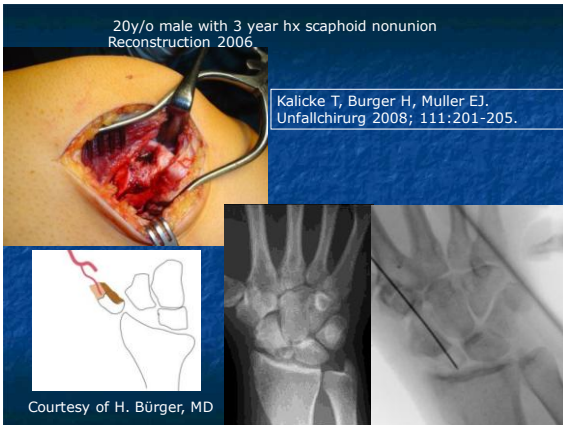 20y/o male with 3 year hx scaphoid nonunion
Reconstruction 2006
Kalicke T, Burger H, Muller EJ.
Unfallchirurg 2008; 111:201-205.
Courtesy of H. Bürger, MD